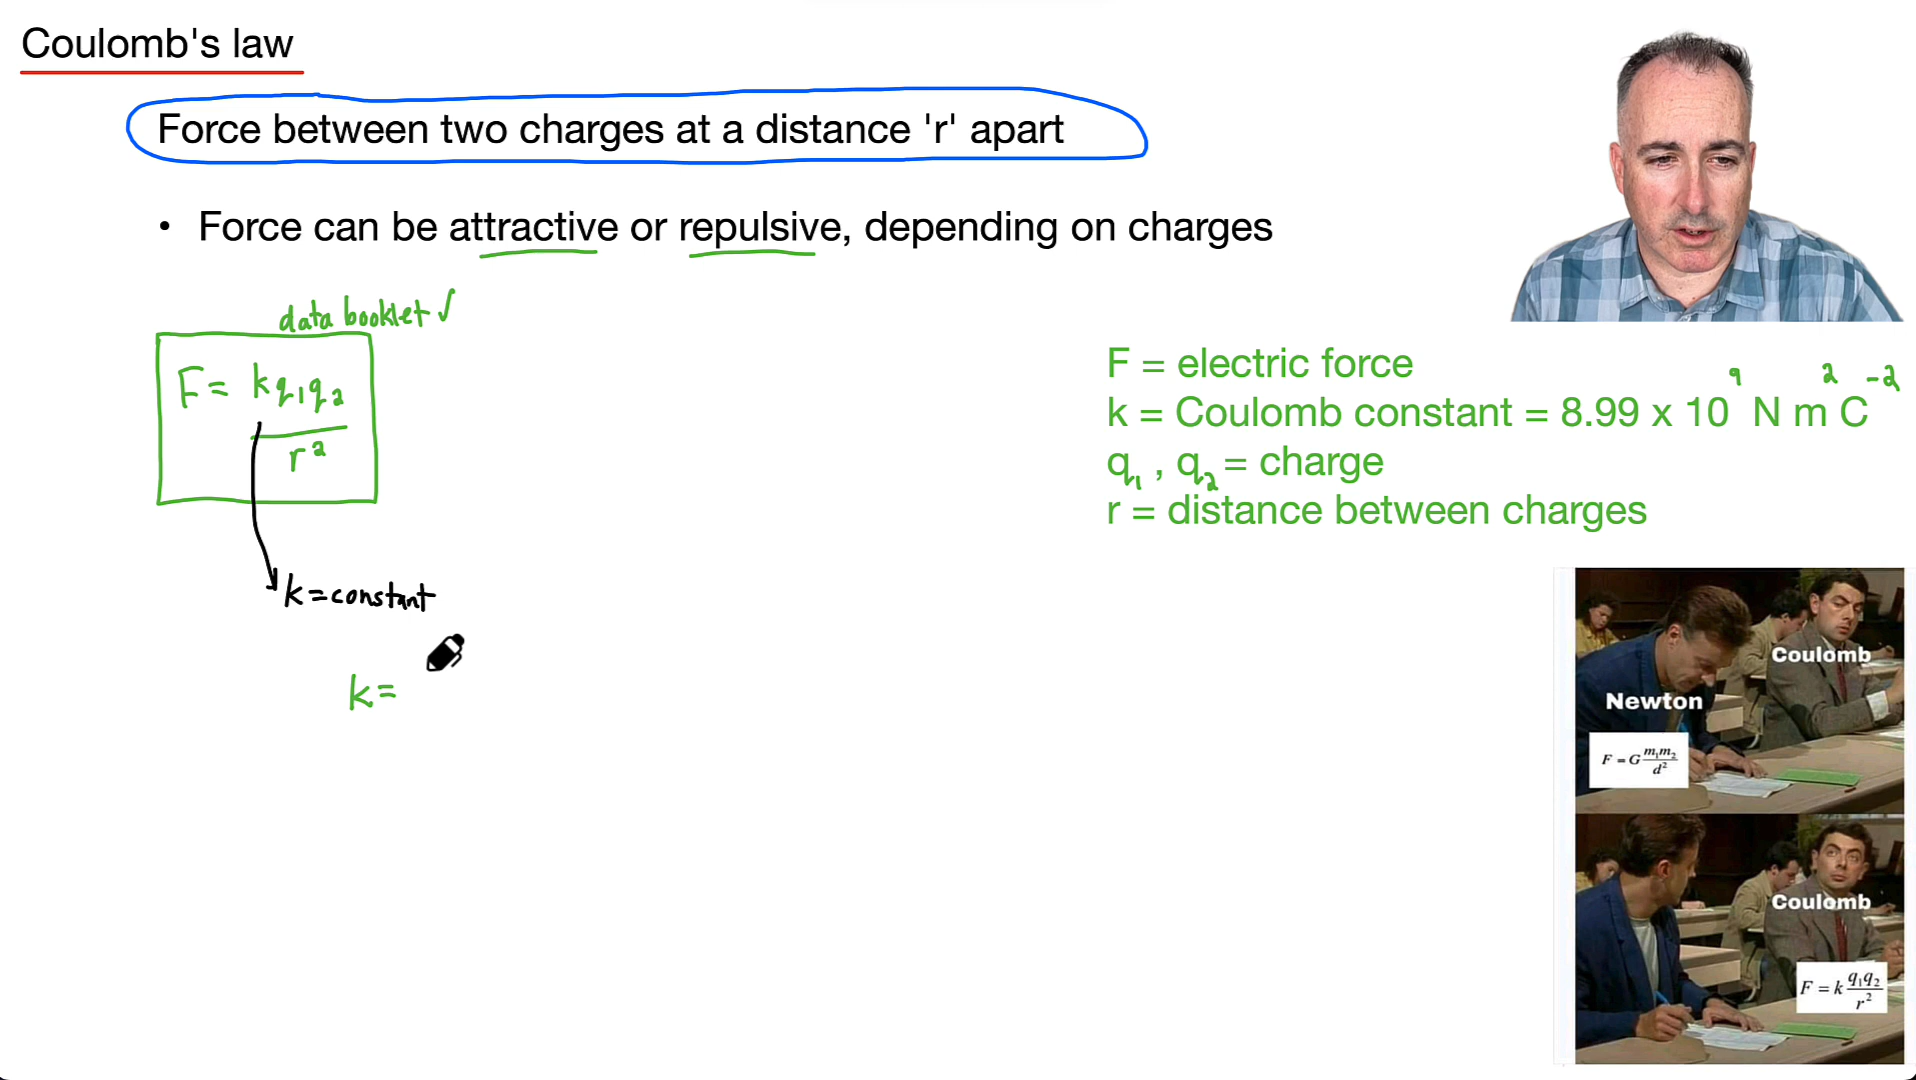 Coulomb's law
Force between two charges at a distance 'r' apart
• Force can be attractive or repulsive, depending on charges
data booklet ✓
F = kq₁q₂
r²
k=constant
k=
F = electric force
k = Coulomb constant = 8.99 x 10⁹ N m² C⁻²
q₁ , q₂ = charge
r = distance between charges
Coulomb
Newton
F = G m₁m₂
d²
Coulomb
F = k q₁q₂
r²